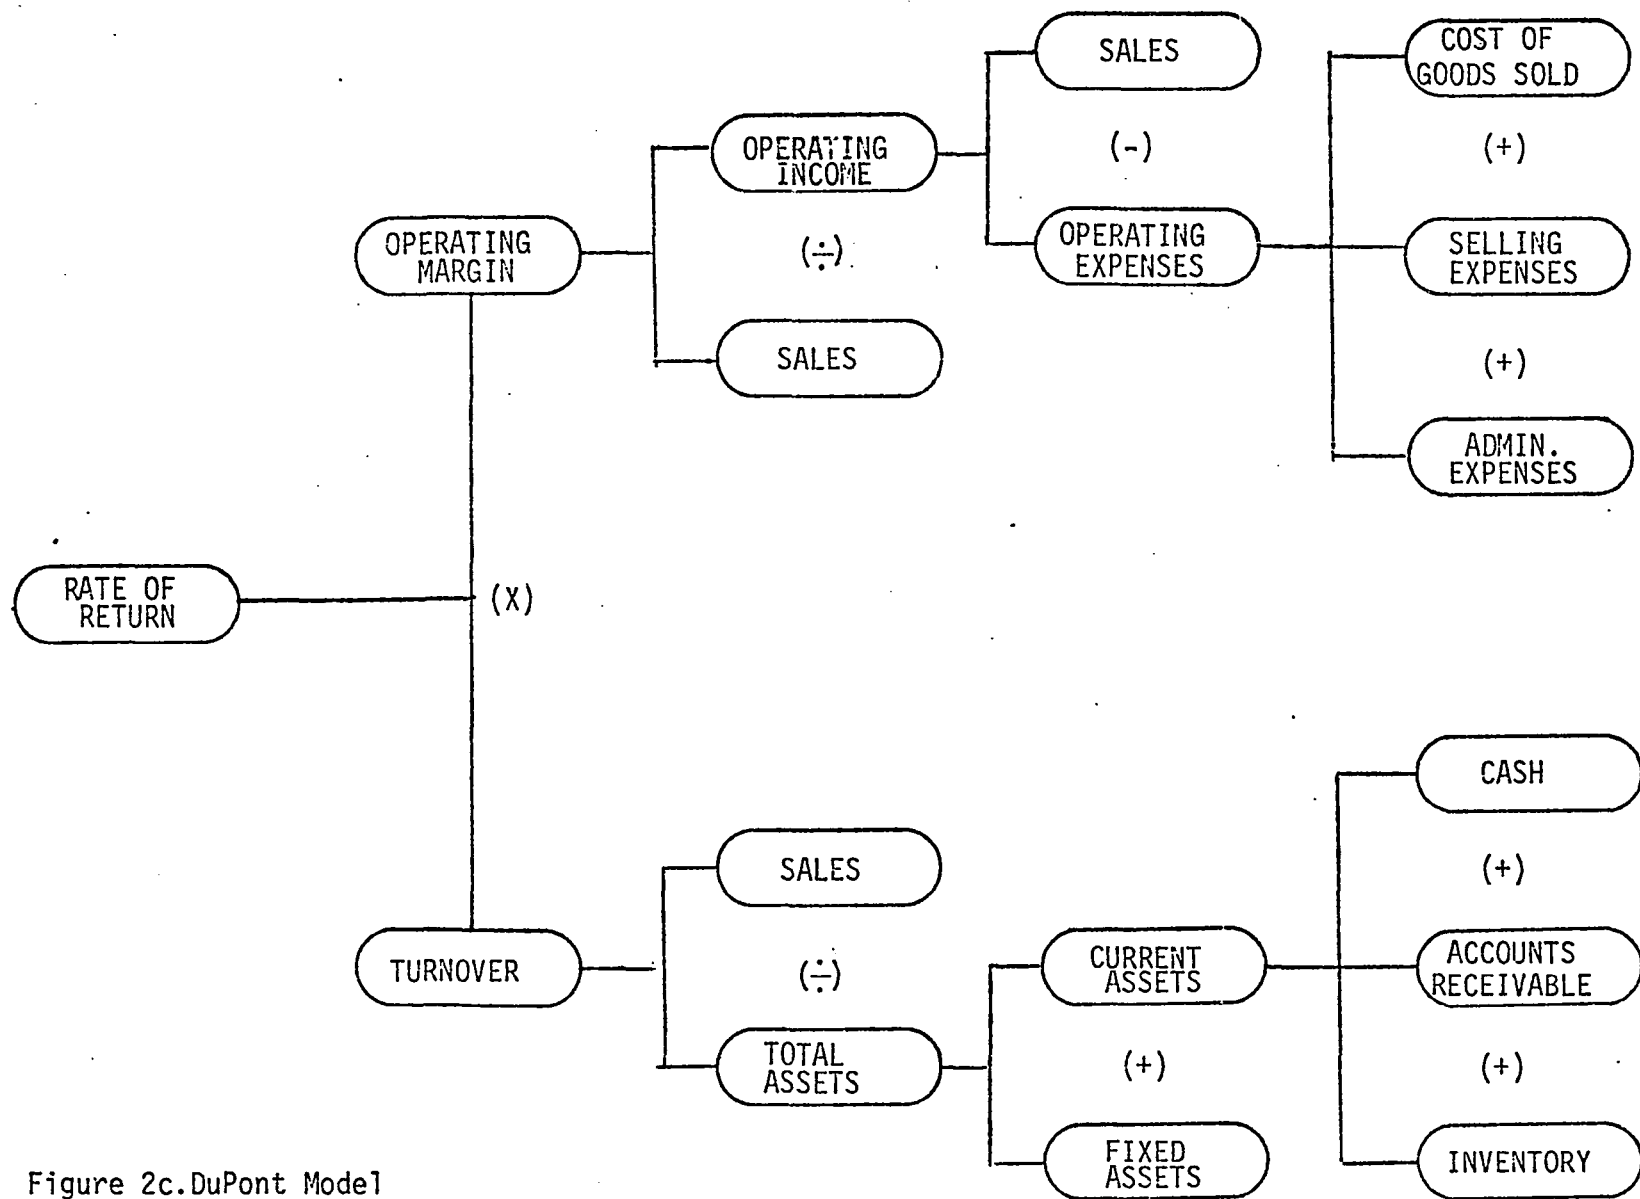 SALES
(-)
OPERATING
EXPENSES
COST OF
GOODS SOLD
(+)
SELLING
EXPENSES
(+)
ADMIN.
EXPENSES
OPERATING
INCOME
(÷)
SALES
OPERATING
MARGIN
RATE OF
RETURN
(X)
TURNOVER
SALES
(÷)
TOTAL
ASSETS
CURRENT
ASSETS
(+)
FIXED
ASSETS
CASH
(+)
ACCOUNTS
RECEIVABLE
(+)
INVENTORY
Figure 2c.DuPont Model